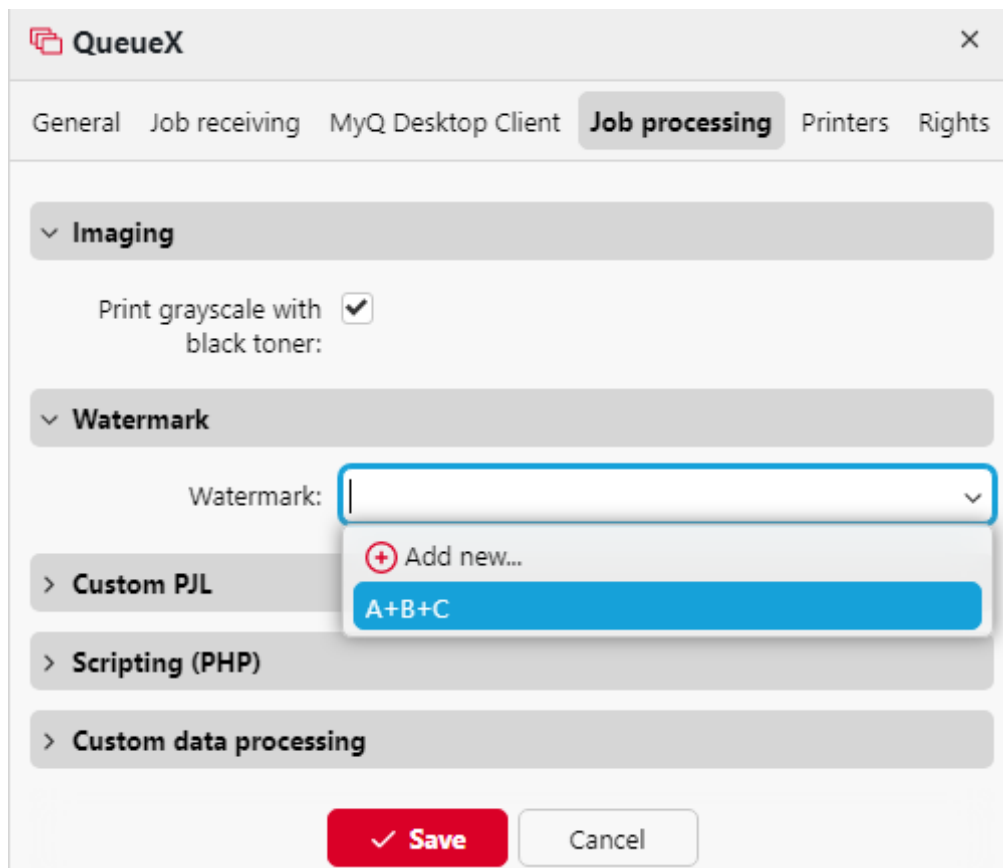 QueueX
General Job receiving MyQ Desktop Client Job processing Printers Rights
Imaging
Print grayscale with
black toner:
Watermark
Watermark:
Add new...
A+B+C
Custom PJL
Scripting (PHP)
Custom data processing
Save Cancel